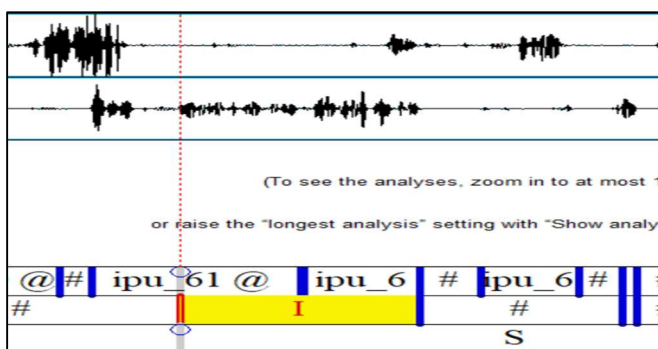 (To see the analyses, zoom in to at most 1
or raise the "longest analysis" setting with "Show analy
@ # ipu_61 @ ipu_6 # ipu_6 #
# I #
S